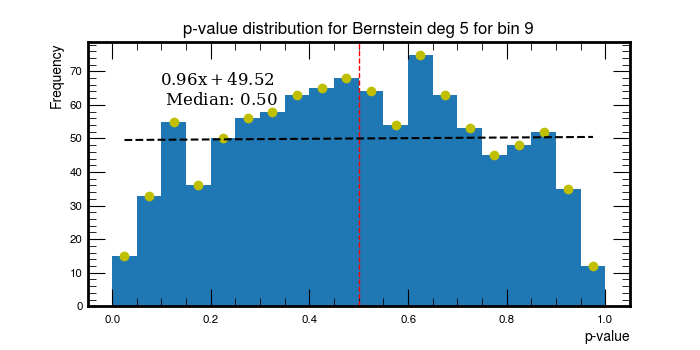 p-value distribution for Bernstein deg 5 for bin 9
Frequency
0.96x + 49.52
Median: 0.50
70
60
50
40
30
20
10
0
0.0 0.2 0.4 0.6 0.8 1.0
p-value